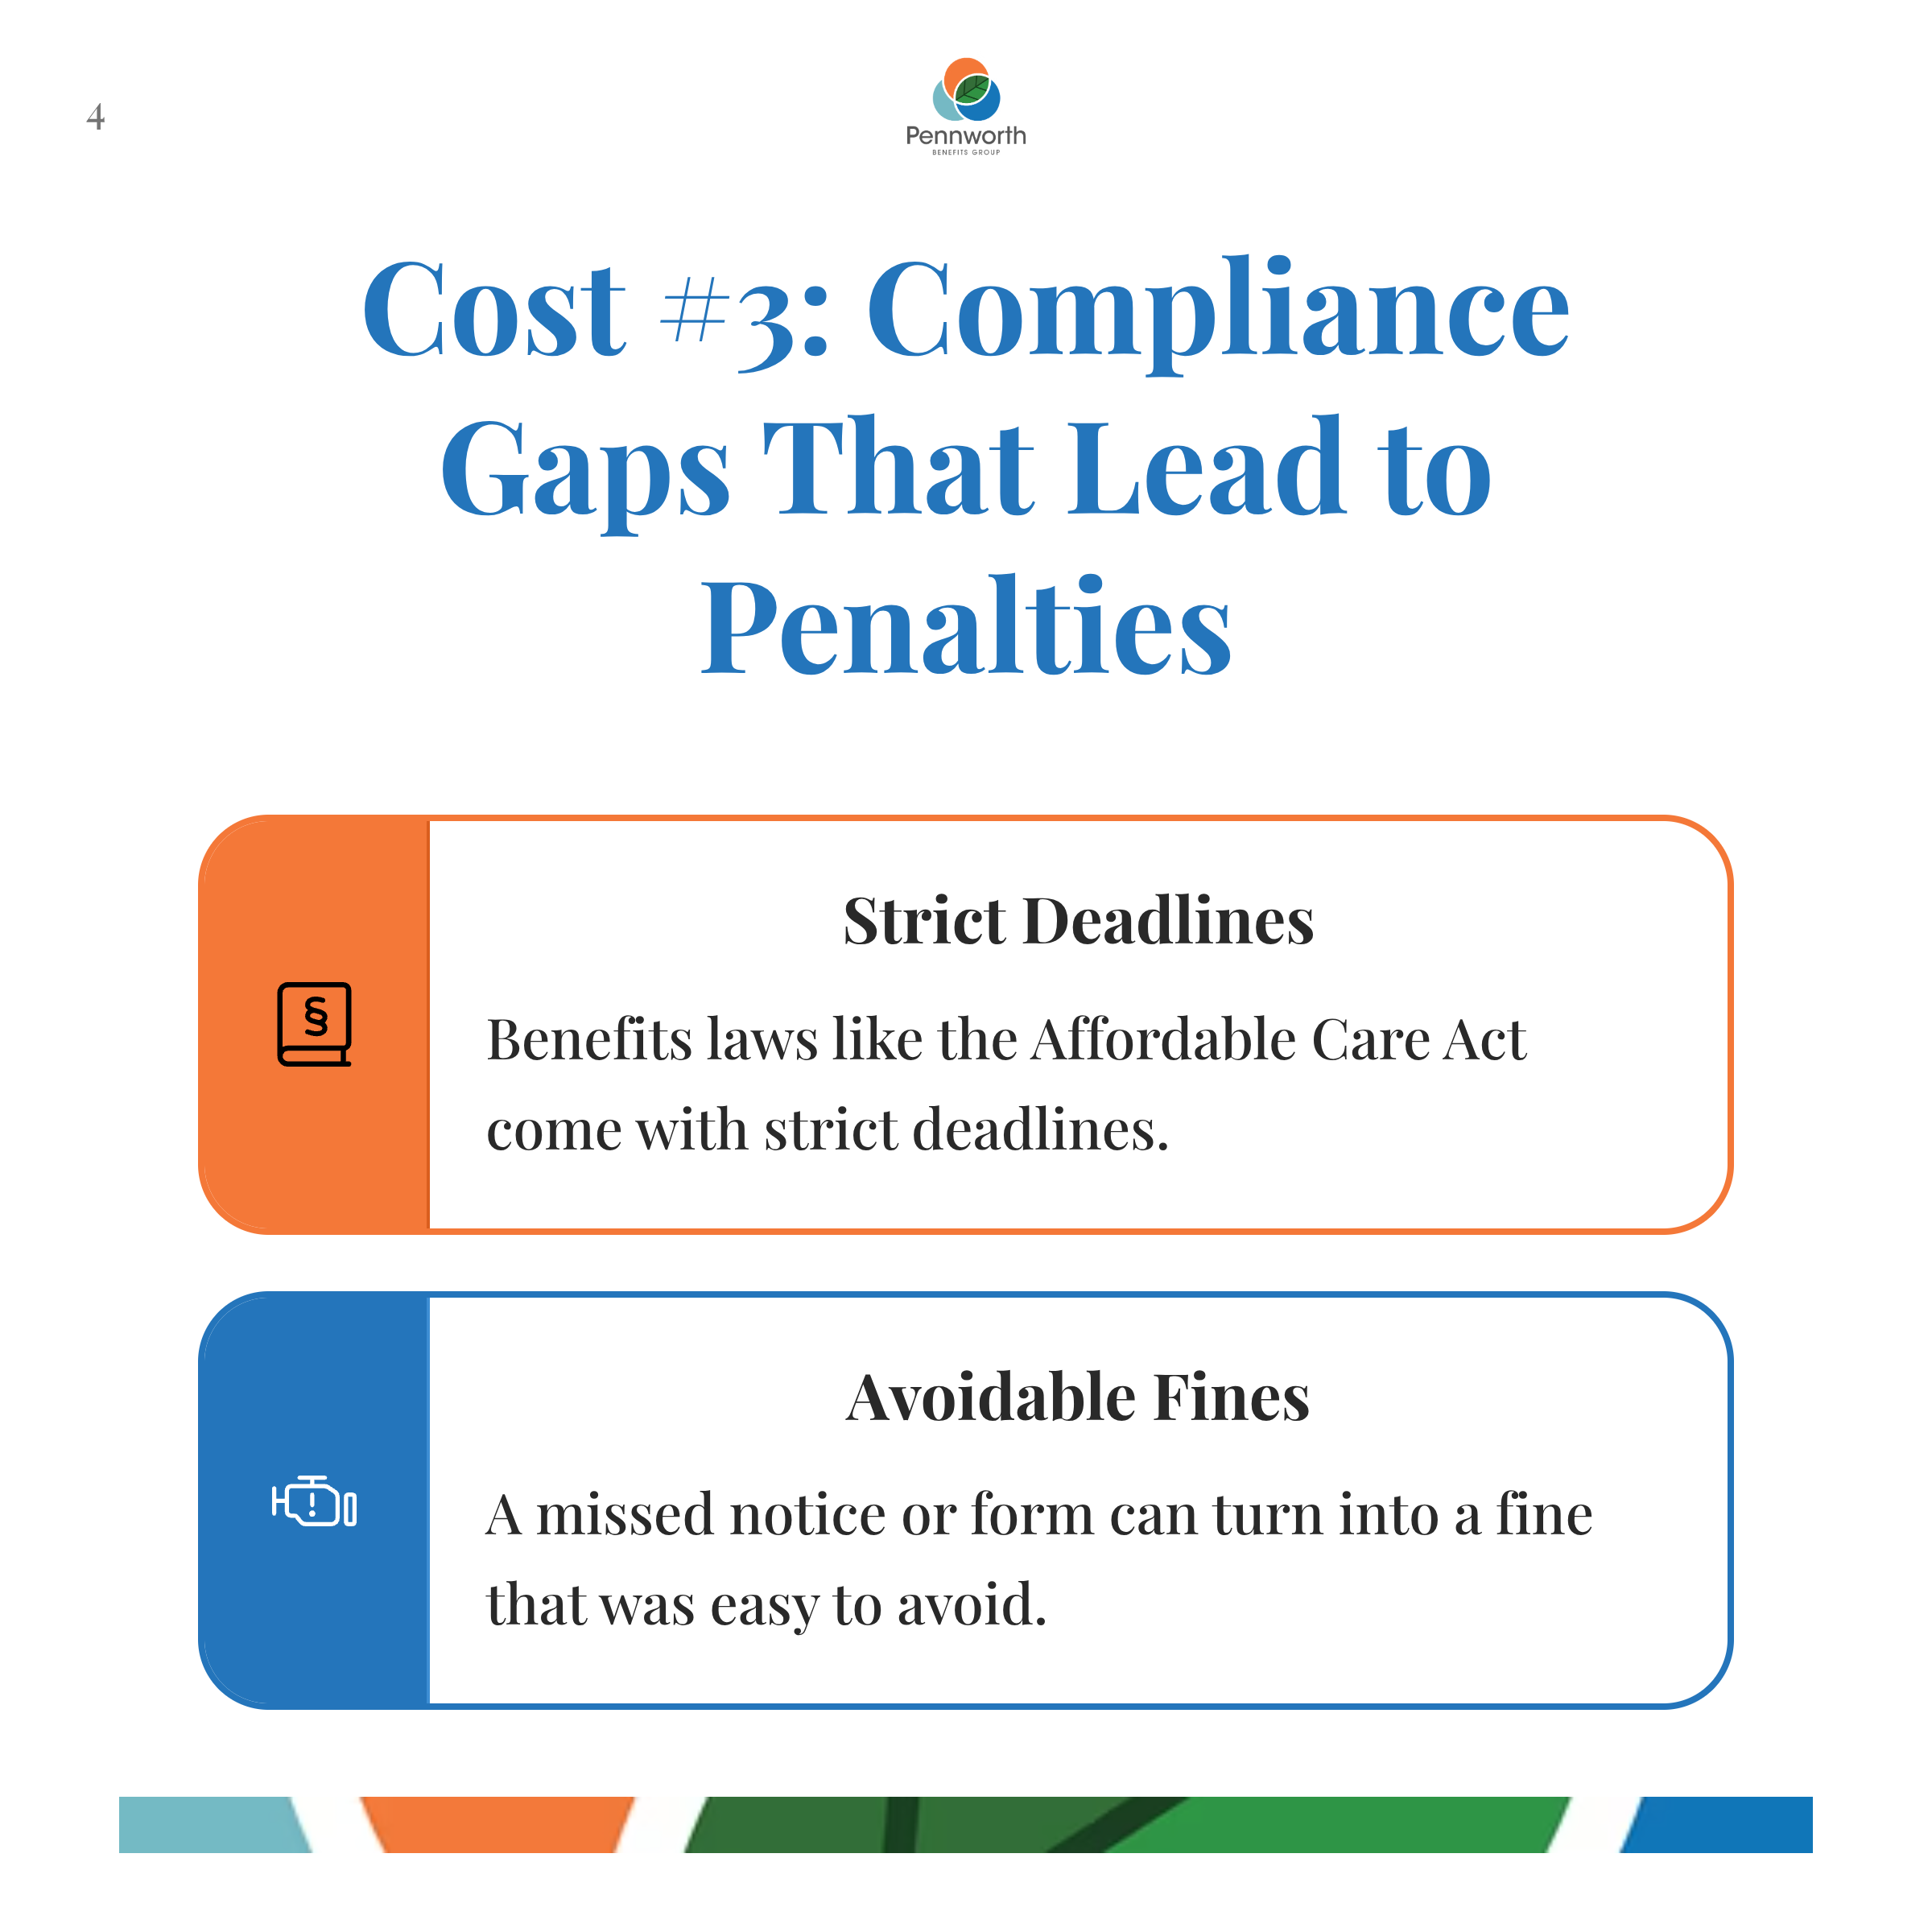 4
Pennworth
BENEFITS GROUP
Cost #3: Compliance
Gaps That Lead to
Penalties
§
Strict Deadlines
Benefits laws like the Affordable Care Act
come with strict deadlines.
Avoidable Fines
A missed notice or form can turn into a fine
that was easy to avoid.